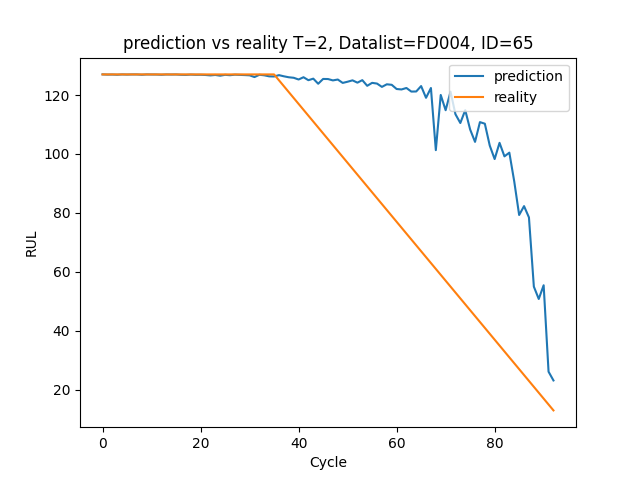 prediction vs reality T=2, Datalist=FD004, ID=65
prediction
reality
120
100
80
60
40
20
RUL
0 20 40 60 80
Cycle